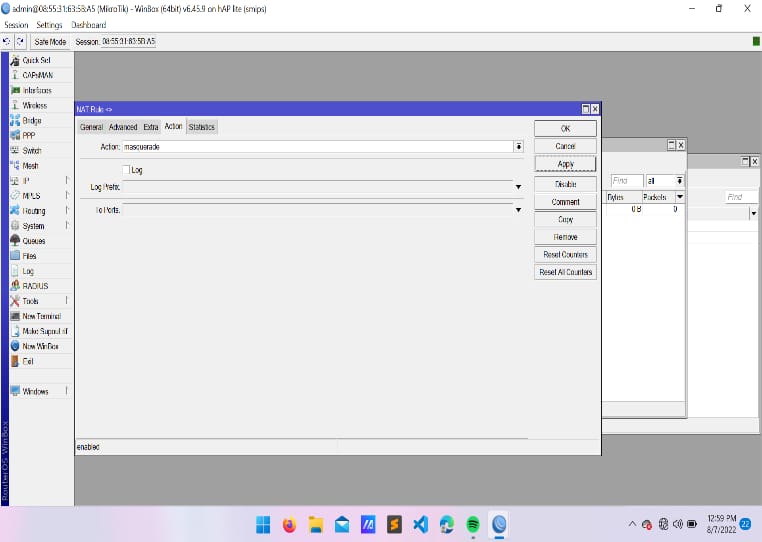 admin@08:55:31:63:5B:A5 (MikroTik) - WinBox (64bit) v6.45.9 on hAP lite (smips)
Session Settings Dashboard
Safe Mode Session: 08:55:31:63:5B:A5
Quick Set
CAPsMAN
Interfaces
Wireless
Bridge
PPP
Switch
Mesh
IP
MPLS
Routing
System
Queues
Files
Log
RADIUS
Tools
New Terminal
Make Supout.rif
New WinBox
Exit
Windows
RouterOS WinBox
NAT Rule <>
General Advanced Extra Action Statistics
Action: masquerade
Log
Log Prefix:
To Ports:
enabled
OK
Cancel
Apply
Disable
Comment
Copy
Remove
Reset Counters
Reset All Counters
Find all
Bytes Packets
0 B 0
Find
12:59 PM
8/7/2022
22